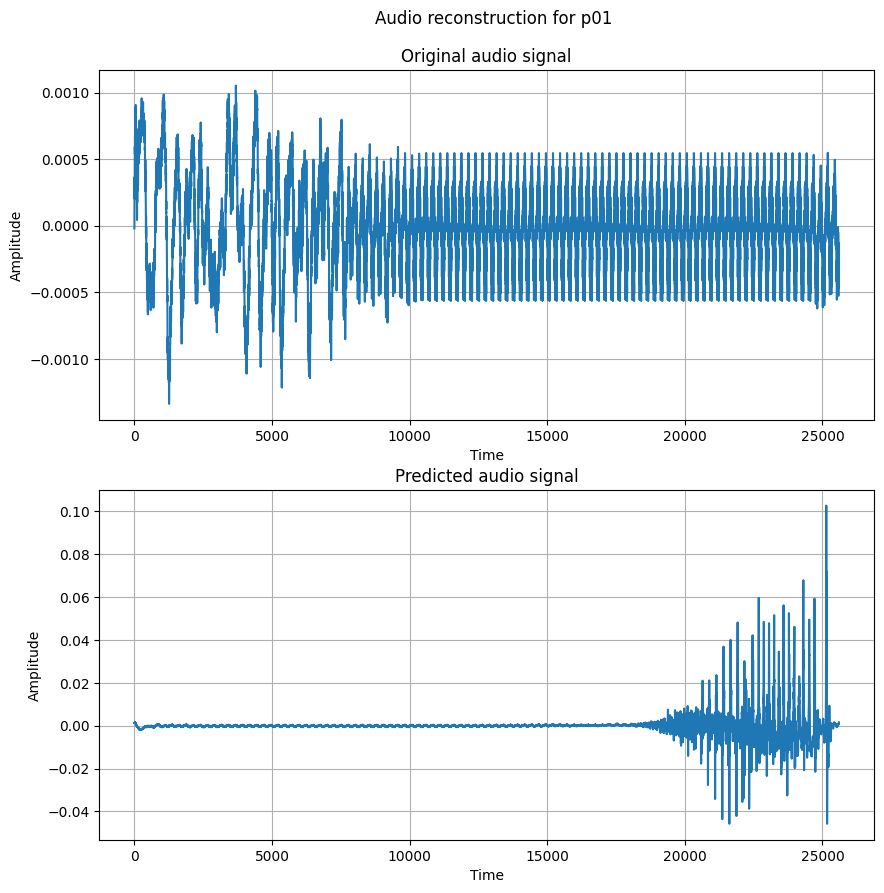 Audio reconstruction for p01
Original audio signal
0.0010
0.0005
0.0000
−0.0005
−0.0010
Amplitude
0 5000 10000 15000 20000 25000
Time
Predicted audio signal
0.10
0.08
0.06
0.04
0.02
0.00
−0.02
−0.04
Amplitude
0 5000 10000 15000 20000 25000
Time